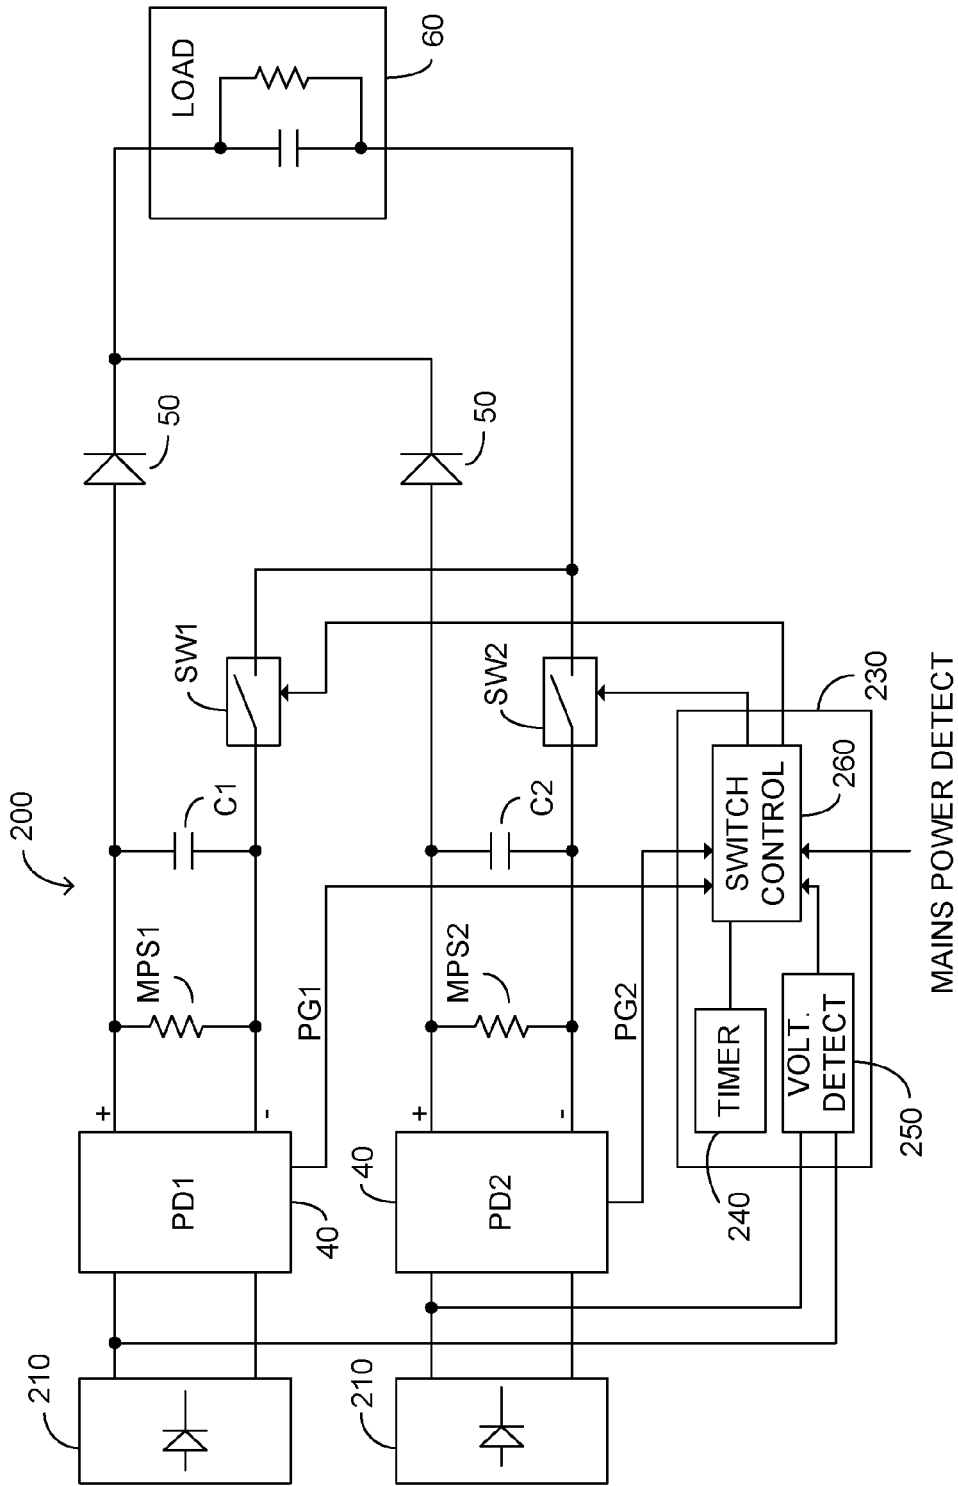 200
210
PD1
40
+
-
MPS1
C1
SW1
50
LOAD
60
PG1
210
PD2
40
+
-
MPS2
C2
SW2
50
PG2
TIMER
240
VOLT.
DETECT
250
SWITCH
CONTROL
260
230
MAINS POWER DETECT